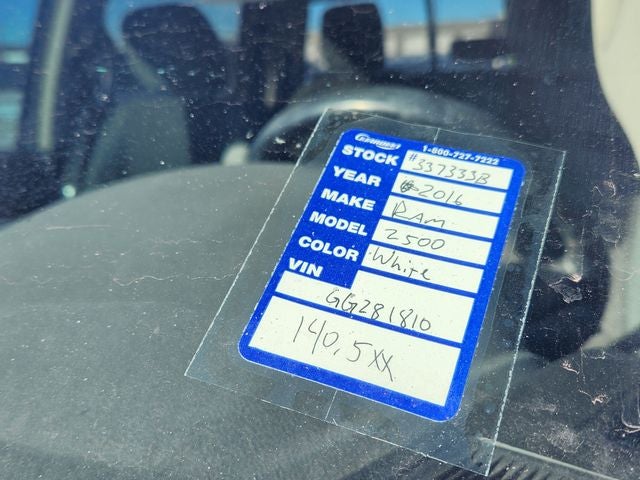 1-800-727-7222
STOCK #337333B
YEAR 2016
MAKE RAM
MODEL 2500
COLOR White
VIN
GG281810
140,5xx